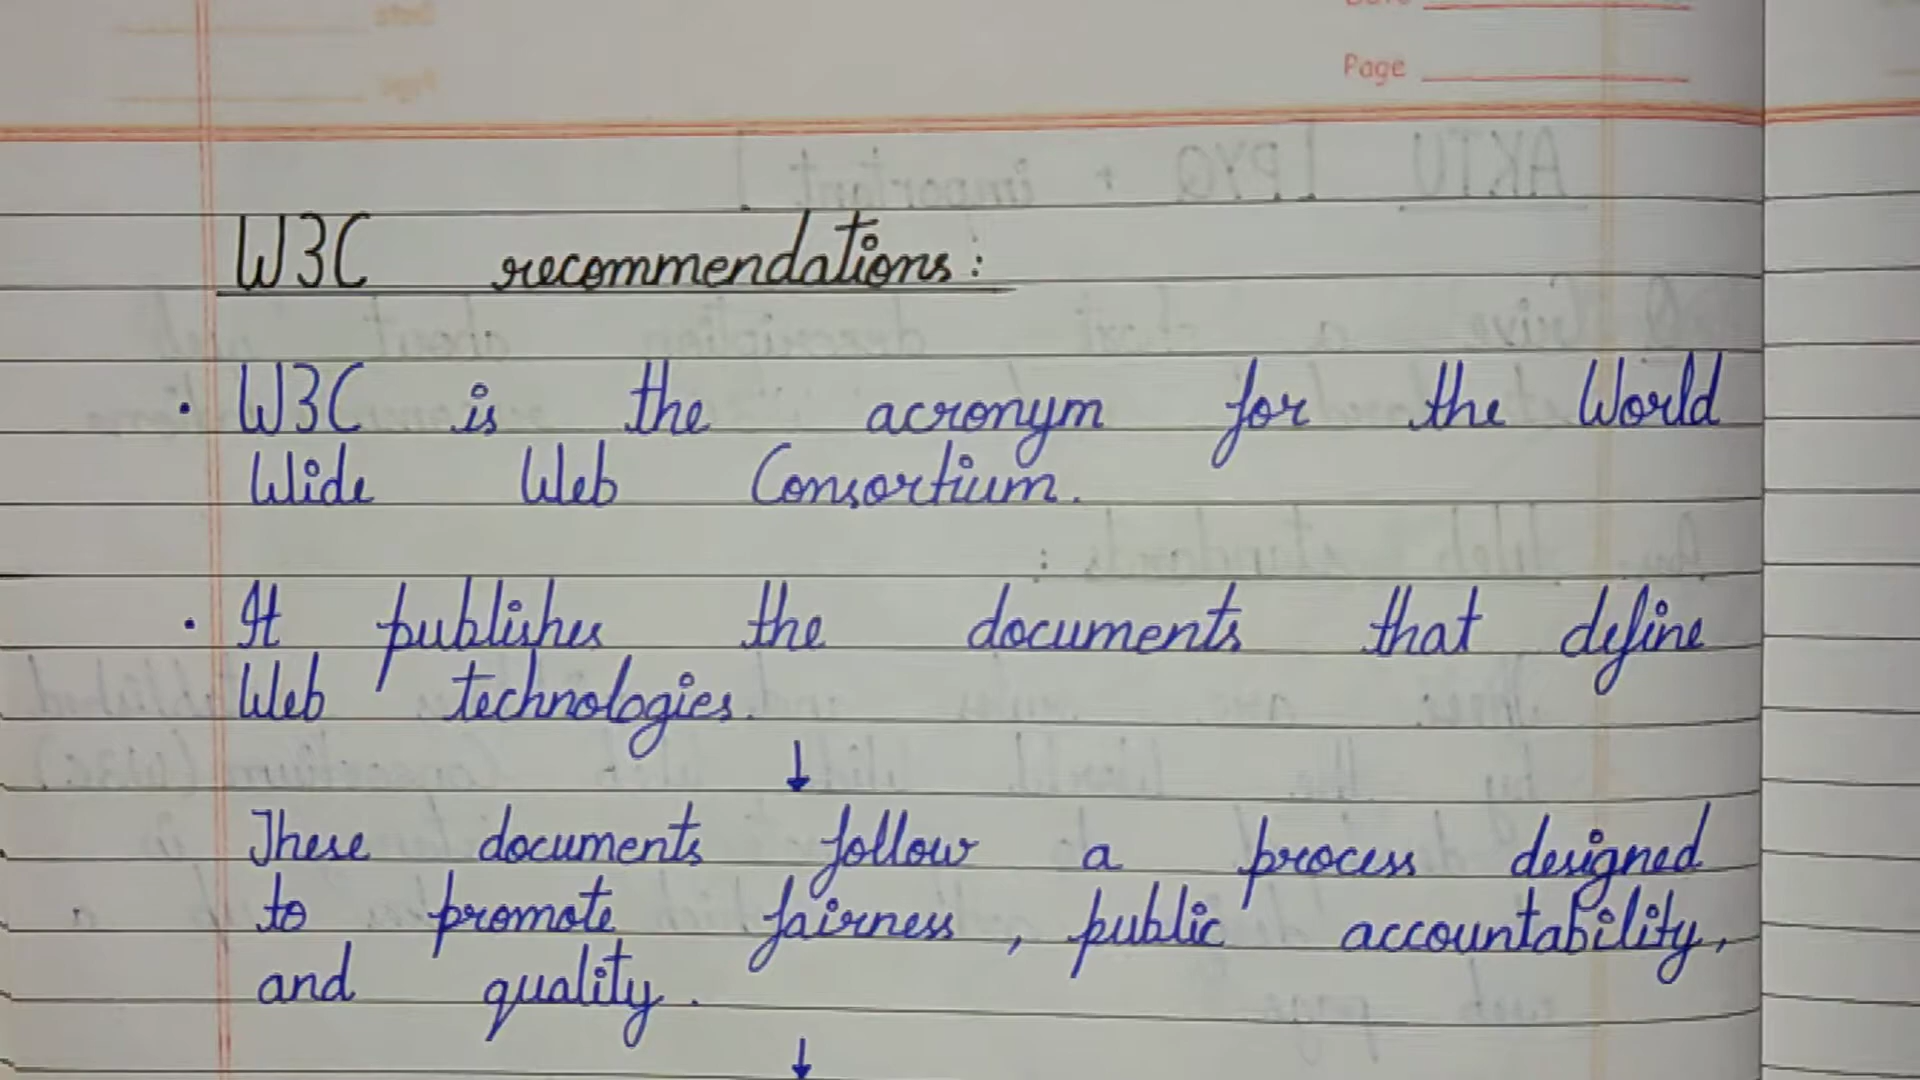 Page
W3C recommendations:
• W3C is the acronym for the World
Wide Web Consortium.
• It publishes the documents that define
Web technologies.
↓
These documents follow a process designed
to promote fairness, public accountability,
and quality.
↓